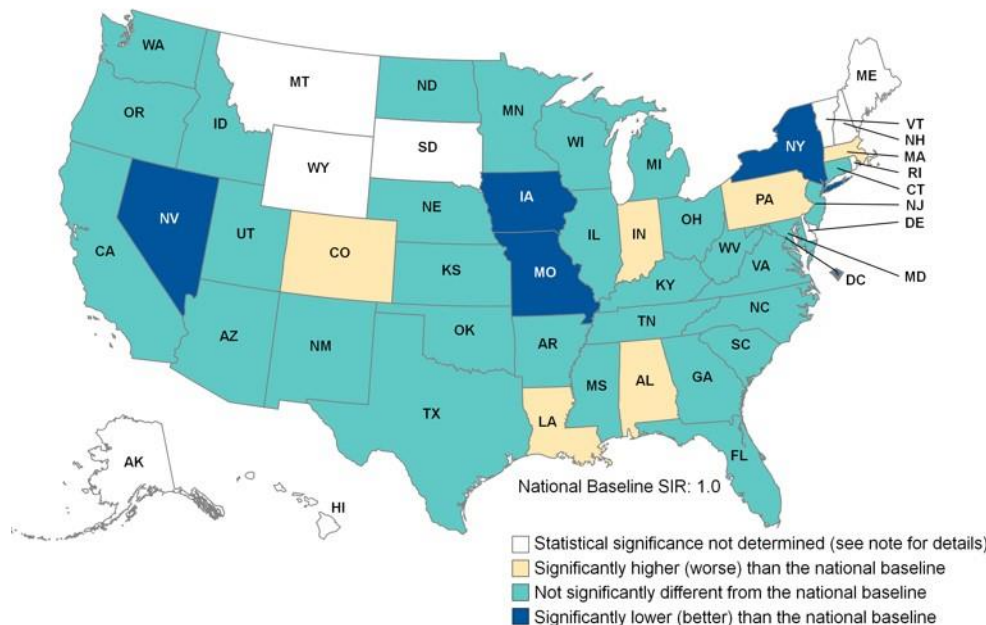 WA
MT
ND
MN
ME
OR
ID
SD
WI
MI
NY
VT
NH
MA
RI
CT
NJ
DE
MD
DC
WY
NV
UT
CO
NE
IA
IL
IN
OH
PA
WV
VA
CA
KS
MO
KY
NC
TN
SC
AZ
NM
OK
AR
MS
AL
GA
TX
LA
FL
AK
HI
National Baseline SIR: 1.0
Statistical significance not determined (see note for details)
Significantly higher (worse) than the national baseline
Not significantly different from the national baseline
Significantly lower (better) than the national baseline